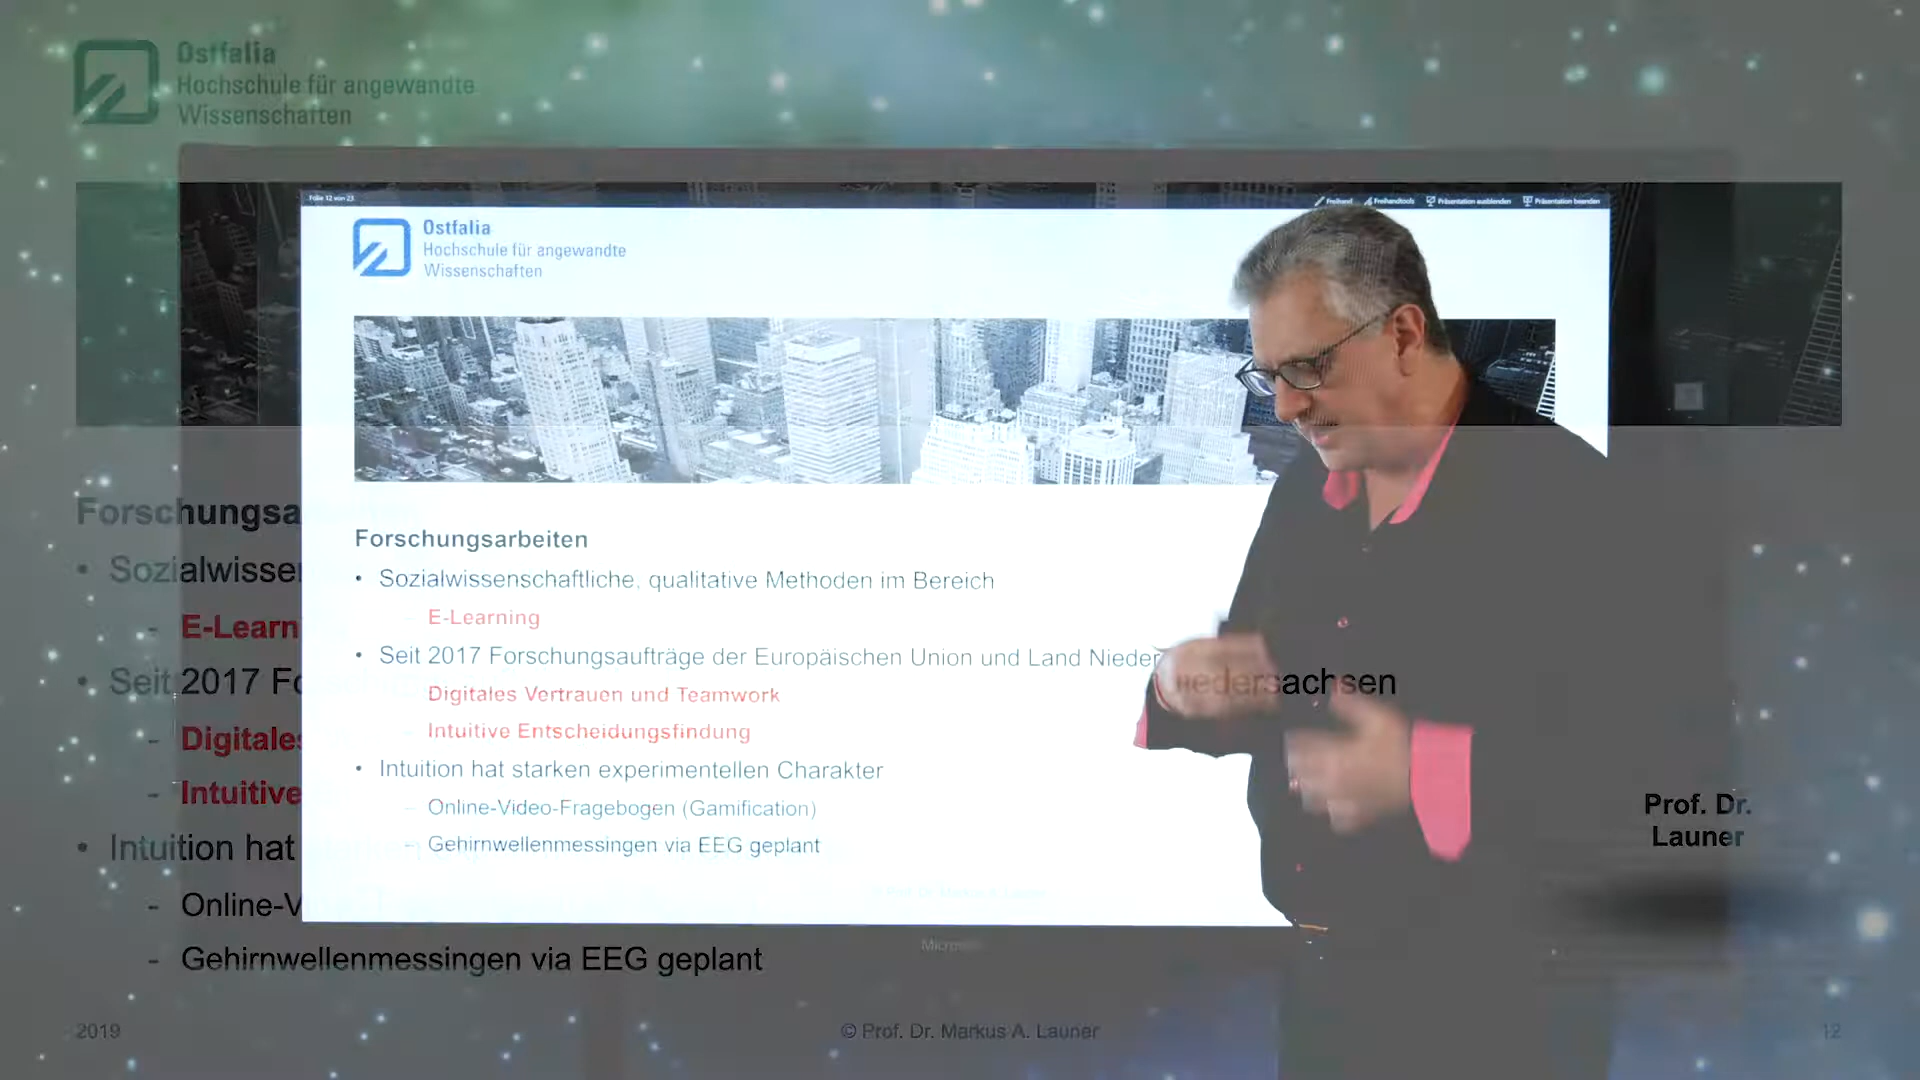 Ostfalia
Hochschule für angewandte
Wissenschaften
Folie 12 von 23
Freihand
Freihandtools
Präsentation ausblenden
Präsentation beenden
Ostfalia
Hochschule für angewandte
Wissenschaften
Forschungsarbeiten
• Sozialwissenschaftliche, qualitative Methoden im Bereich
– E-Learning
• Seit 2017 Forschungsaufträge der Europäischen Union und Land Nieder
– Digitales Vertrauen und Teamwork
– Intuitive Entscheidungsfindung
• Intuition hat starken experimentellen Charakter
– Online-Video-Fragebogen (Gamification)
– Gehirnwellenmessingen via EEG geplant
© Prof. Dr. Markus A. Launer
Microsoft
Forschungsa
• Sozialwisse
- E-Learn
• Seit 2017 Fo
iedersachsen
- Digitales
- Intuitive
• Intuition hat
- Online-V
- Gehirnwellenmessingen via EEG geplant
Prof. Dr.
Launer
2019
© Prof. Dr. Markus A. Launer
12